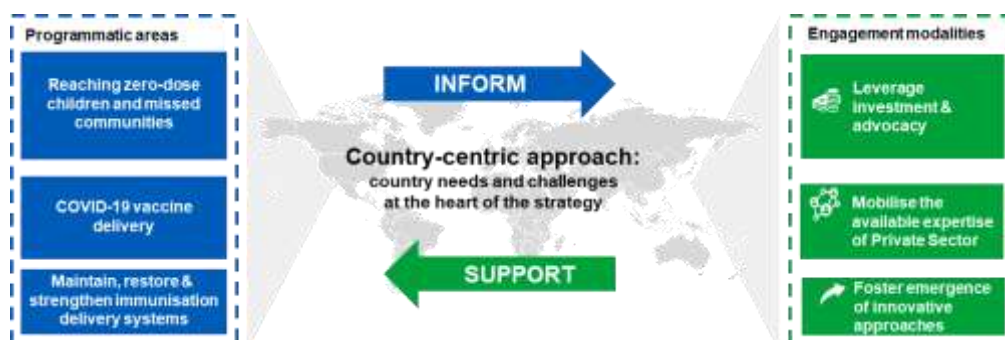 Programmatic areas
Reaching zero-dose
children and missed
communities
COVID-19 vaccine
delivery
Maintain, restore &
strengthen immunisation
delivery systems
INFORM
Country-centric approach:
country needs and challenges
at the heart of the strategy
SUPPORT
Engagement modalities
Leverage
investment &
advocacy
Mobilise the
available expertise
of Private Sector
Foster emergence
of innovative
approaches